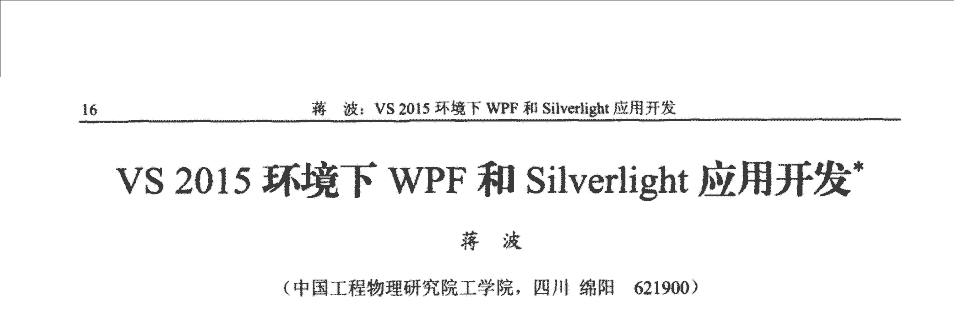 16 蒋 波：VS 2015 环境下 WPF 和 Silverlight 应用开发
VS 2015 环境下 WPF 和 Silverlight 应用开发*
蒋 波
（中国工程物理研究院工学院，四川 绵阳 621900）